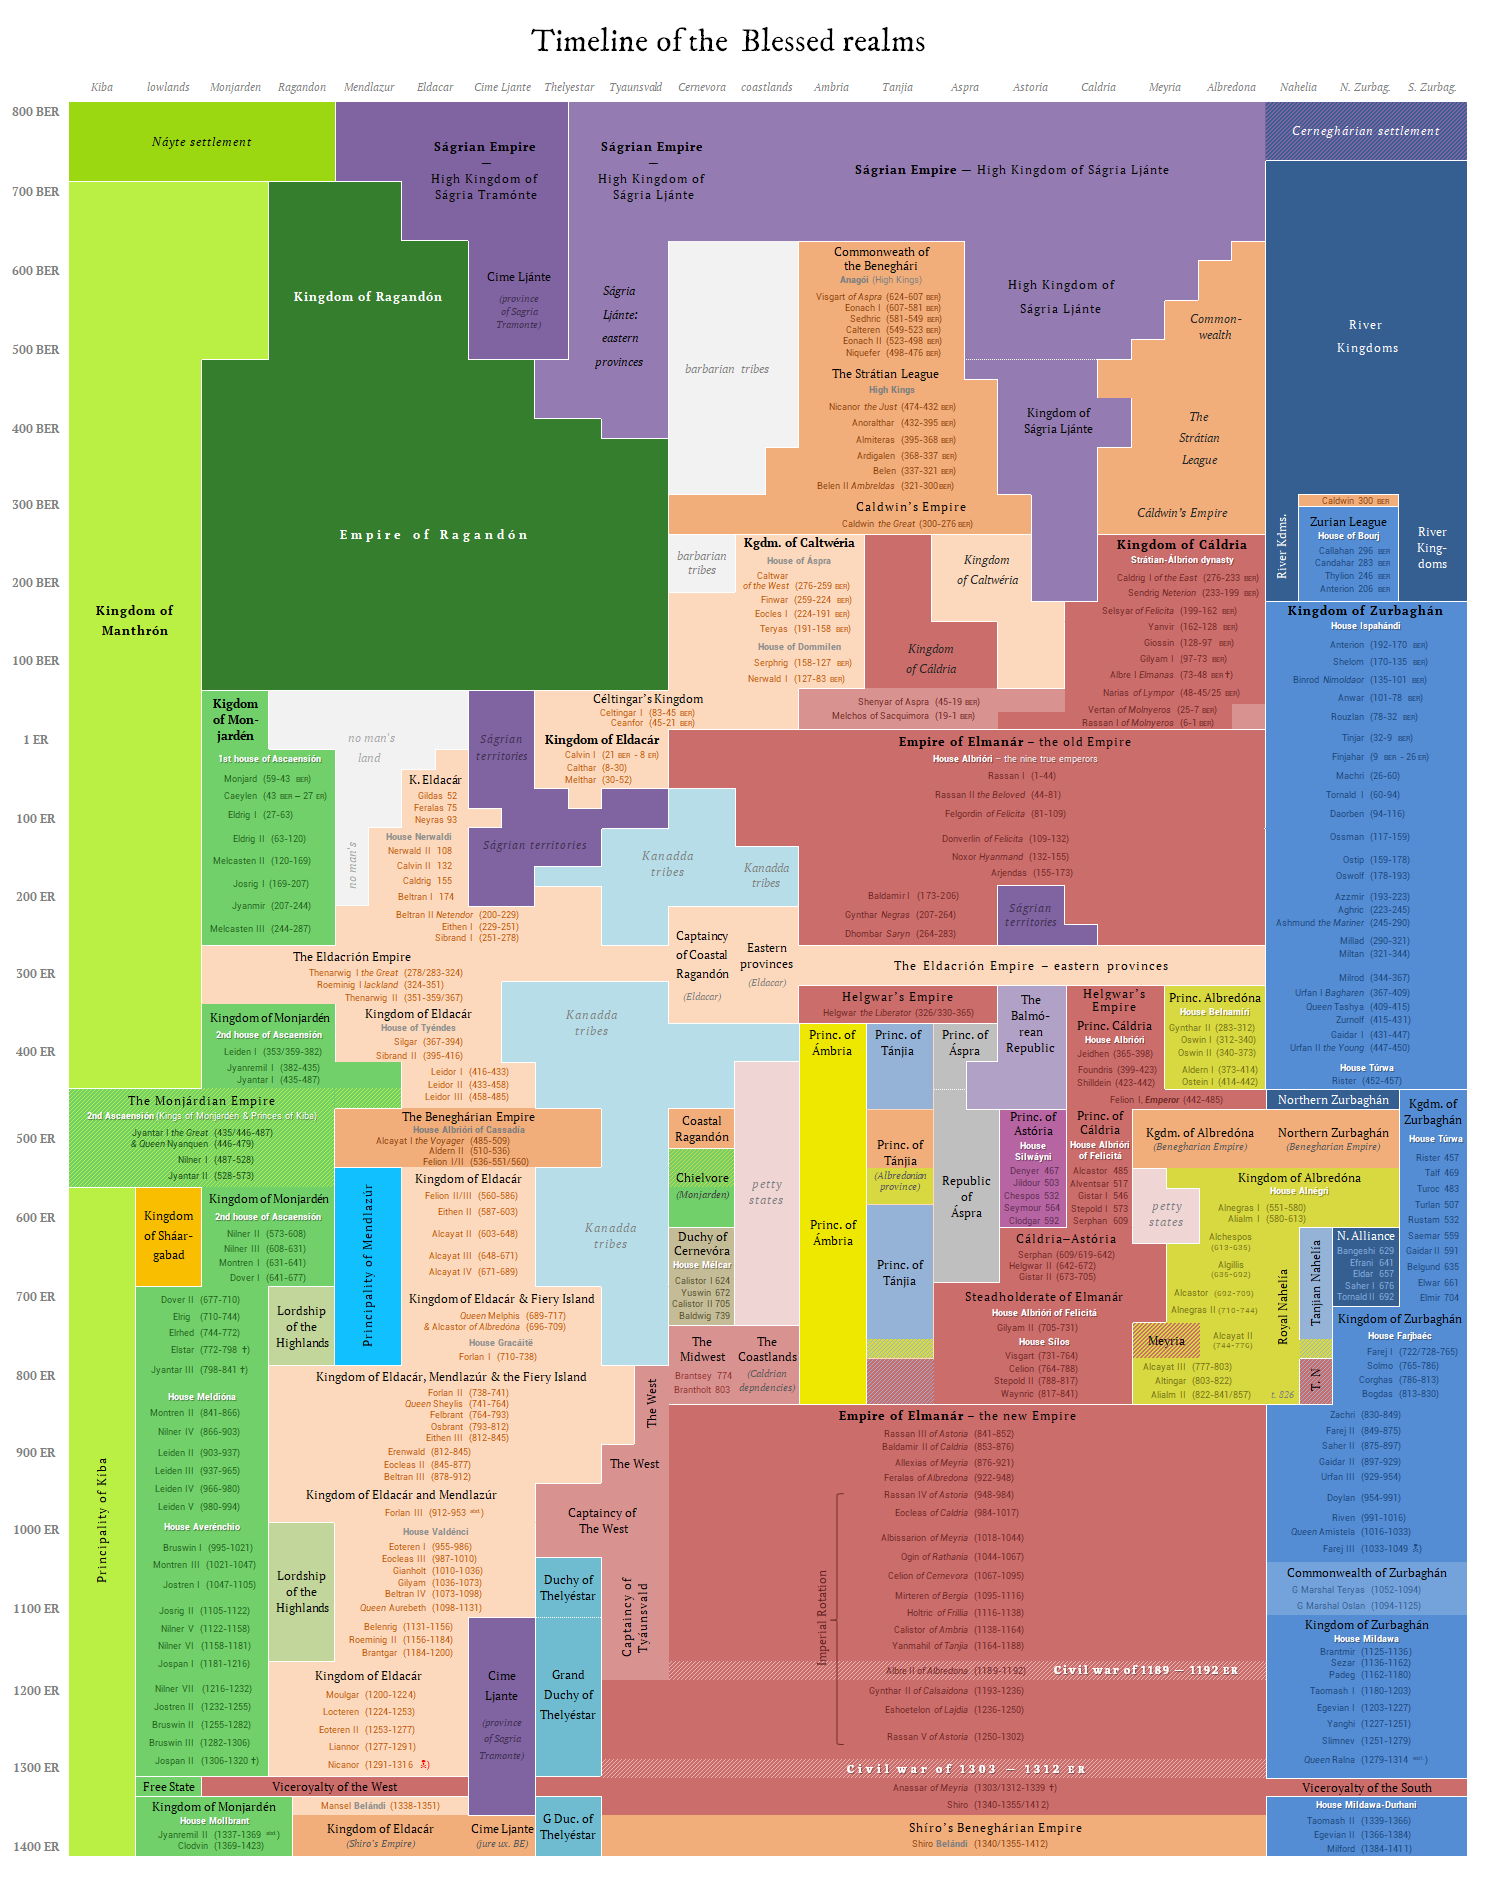 Timeline of the Blessed realms
Kiba lowlands Monjarden Ragandon Mendlazur Eldacar Cime Ljante Thelyestar Tyaunsvald Cernevora coastlands Ambria Tanjia Aspra Astoria Caldria Meyria Albredona Nahelia N. Zurbag. S. Zurbag.
800 BER
700 BER
600 BER
500 BER
400 BER
300 BER
200 BER
100 BER
1 ER
100 ER
200 ER
300 ER
400 ER
500 ER
600 ER
700 ER
800 ER
900 ER
1000 ER
1100 ER
1200 ER
1300 ER
1400 ER
Náyte settlement
Kingdom of
Manthrón
Kingdom of Ragandón
Empire of Ragandón
Ságrian Empire
—
High Kingdom of
Ságria Tramónte
Cime Ljánte
(province
of Sagria
Tramonte)
Ságrian Empire
—
High Kingdom of
Ságria Ljánte
Ságria
Ljánte:
eastern
provinces
Ságrian Empire — High Kingdom of Ságria Ljánte
Cerneghárian settlement
barbarian tribes
Commonweath of
the Beneghári
Anagói (High Kings)
Visgart of Aspra (624-607 BER)
Eonach I (607-581 BER)
Sedhric (581-549 BER)
Calteren (549-523 BER)
Eonach II (523-498 BER)
Niquefer (498-476 BER)
The Strátian League
High Kings
Nicanor the Just (474-432 BER)
Anoralthar (432-395 BER)
Almiteras (395-368 BER)
Ardigalen (368-337 BER)
Belen (337-321 BER)
Belen II Ambreldas (321-300BER)
Caldwin's Empire
Caldwin the Great (300-276 BER)
High Kingdom of
Ságria Ljánte
Kingdom of
Ságria Ljánte
Common-
wealth
The
Strátian
League
Cáldwin's Empire
River
Kingdoms
River Kdms.
Caldwin 300 BER
Zurian League
House of Bourj
Callahan 296 BER
Candahar 283 BER
Thylion 246 BER
Anterion 206 BER
River
King-
doms
barbarian
tribes
Kgdm. of Caltwéria
House of Áspra
Caltwar
of the West (276-259 BER)
Finwar (259-224 BER)
Eocles I (224-191 BER)
Teryas (191-158 BER)
House of Dommilen
Serphrig (158-127 BER)
Nerwald I (127-83 BER)
Kingdom
of Cáldria
Kingdom
of Caltwéria
Kingdom of Cáldria
Strátian-Álbrion dynasty
Caldrig I of the East (276-233 BER)
Sendrig Neterion (233-199 BER)
Selsyar of Felicita (199-162 BER)
Yanvir (162-128 BER)
Giossin (128-97 BER)
Gilyam I (97-73 BER)
Albre I Elmanas (73-48 BER †)
Narias of Lympor (48-45/25 BER)
Vertan of Molnyeros (25-7 BER)
Rassan I of Molnyeros (6-1 BER)
Shenyar of Aspra (45-19 BER)
Melchos of Sacquimora (19-1 BER)
Kingdom of Zurbaghán
House Ispahándi
Anterion (192-170 BER)
Shelom (170-135 BER)
Binrod Nimoldaor (135-101 BER)
Anwar (101-78 BER)
Rouzlan (78-32 BER)
Tinjar (32-9 BER)
Finjahar (9 BER - 26 ER)
Machri (26-60)
Tornald I (60-94)
Daorben (94-116)
Ossman (117-159)
Ostip (159-178)
Oswolf (178-193)
Azzmir (193-223)
Aghric (223-245)
Ashmund the Mariner (245-290)
Millad (290-321)
Miltan (321-344)
Milrod (344-367)
Urfan I Bagharen (367-409)
Queen Tashya (409-415)
Zurnolf (415-431)
Gaidar I (431-447)
Urfan II the Young (447-450)
House Túrwa
Rister (452-457)
Kigdom
of Mon-
jardén
1st house of Ascaensión
Monjard (59-43 BER)
Caeylen (43 BER – 27 ER)
Eldrig I (27-63)
Eldrig II (63-120)
Melcasten II (120-169)
Josrig I (169-207)
Jyanmir (207-244)
Melcasten III (244-287)
no man's
land
no man's
K. Eldacár
Gildas 52
Feralas 75
Neyras 93
House Nerwaldi
Nerwald II 108
Calvin II 132
Caldrig 155
Beltran I 174
Beltran II Netendor (200-229)
Eithen I (229-251)
Sibrand I (251-278)
Ságrian
territories
Ságrian territories
Céltingar's Kingdom
Celtingar I (83-45 BER)
Ceanfor (45-21 BER)
Kingdom of Eldacár
Calvin I (21 BER - 8 ER)
Calthar (8-30)
Melthar (30-52)
Kanadda
tribes
Kanadda
tribes
Empire of Elmanár – the old Empire
House Albrióri – the nine true emperors
Rassan I (1-44)
Rassan II the Beloved (44-81)
Felgordin of Felicita (81-109)
Donverlin of Felicita (109-132)
Noxor Hyanmand (132-155)
Arjendas (155-173)
Baldamir I (173-206)
Gynthar Negras (207-264)
Dhombar Saryn (264-283)
Ságrian
territories
Captaincy
of Coastal
Ragandón
(Eldacar)
Eastern
provinces
(Eldacar)
The Eldacrión Empire
Thenarwig I the Great (278/283-324)
Roeminig I lackland (324-351)
Thenarwig II (351-359/367)
The Eldacrión Empire – eastern provinces
Kingdom of Monjardén
2nd house of Ascaensión
Leiden I (353/359-382)
Jyanremil I (382-435)
Jyantar I (435-487)
Kingdom of Eldacár
House of Tyéndes
Silgar (367-394)
Sibrand II (395-416)
Leidor I (416-433)
Leidor II (433-458)
Leidor III (458-485)
Kanadda
tribes
Helgwar's Empire
Helgwar the Liberator (326/330-365)
The
Balmó-
rean
Republic
Helgwar's
Empire
Princ. Cáldria
House Albrióri
Jeidhen (365-398)
Foundris (399-423)
Shilldein (423-442)
Felion I, Emperor (442-485)
Princ. Albredóna
House Belnamíri
Gynthar II (283-312)
Oswin I (312-340)
Oswin II (340-373)
Aldern I (373-414)
Ostein I (414-442)
Princ. of
Ámbria
Princ. of
Tánjia
Princ. of
Áspra
The Monjárdian Empire
2nd Ascaensión (Kings of Monjarden & Princes of Kiba)
Jyantar I the Great (435/446-487)
& Queen Nyanquen (446-479)
Nilner I (487-528)
Jyantar II (528-573)
The Beneghárian Empire
House Albrióri of Cassadia
Alcayat I the Voyager (485-509)
Aldern II (510-536)
Felion I/II (536-551/560)
Coastal
Ragandón
Chielvore
(Monjarden)
petty
states
Princ. of
Tánjia
(Albredonian
province)
Republic
of
Áspra
Princ. of
Astória
House
Silwáyni
Denyer 467
Jildour 503
Chespos 532
Seymour 564
Clodgar 592
Princ. of
Cáldria
House Albrióri
of Felicitá
Alcastor 485
Alventsar 517
Gistar I 546
Stepold I 573
Serphan 609
Kgdm. of Albredóna
(Benegharian Empire)
Northern Zurbaghán
Northern Zurbaghán
(Benegharian Empire)
Kgdm. of
Zurbaghán
House Túrwa
Rister 457
Talf 469
Turoc 483
Turlan 507
Rustam 532
Saemar 559
Gaidar II 591
Belgund 635
Elwar 661
Elmir 704
Kingdom
of Sháar-
gabad
Kingdom of Monjardén
2nd house of Ascaensión
Nilner II (573-608)
Nilner III (608-631)
Montren I (631-641)
Dover I (641-677)
Dover II (677-710)
Elrig (710-744)
Elrhed (744-772)
Elstar (772-798 †)
Jyantar III (798-841 †)
House Meldióna
Montren II (841-866)
Nilner IV (866-903)
Leiden II (903-937)
Leiden III (937-965)
Leiden IV (966-980)
Leiden V (980-994)
House Averénchio
Bruswin I (995-1021)
Montren III (1021-1047)
Jostren I (1047-1105)
Josrig II (1105-1122)
Nilner V (1122-1158)
Nilner VI (1158-1181)
Jospan I (1181-1216)
Nilner VII (1216-1232)
Jostren II (1232-1255)
Bruswin II (1255-1282)
Bruswin III (1282-1306)
Jospan II (1306-1320 †)
Principality of Kiba
Principality of Mendlazúr
Kingdom of Eldacár
Felion II/III (560-586)
Eithen II (587-603)
Alcayat II (603-648)
Alcayat III (648-671)
Alcayat IV (671-689)
Kingdom of Eldacár & Fiery Island
Queen Melphis (689-717)
& Alcastor of Albredóna (696-709)
House Gracáitë
Forlan I (710-738)
Kanadda
tribes
Duchy of
Cernevóra
House Mélcar
Calistor I 624
Yuswin 672
Calistor II 705
Baldwig 739
Princ. of
Ámbria
Princ. of
Tánjia
Cáldria–Astória
Serphan (609/619-642)
Helgwar II (642-672)
Gistar II (673-705)
Steadholderate of Elmanár
House Albrióri of Felicitá
Gilyam II (705-731)
House Silos
Visgart (731-764)
Celion (764-788)
Stepold II (788-817)
Waynric (817-841)
petty
states
Kingdom of Albredóna
House Alnégri
Alnegras I (551-580)
Alialm I (580-613)
Alchespos
(613-636)
Algillis
(635-692)
Alcastor (692-709)
Alnegras II (710-744)
Meyria
Alcayat II
(744-776)
Alcayat III (777-803)
Altingar (803-822)
Alialm II (822-841/857)
t. 826
Royal Nahelía
Tanjian Nahelia
T. N
N. Alliance
Bangeshi 629
Efrani 641
Eldar 657
Saher I 676
Tornald II 692
Kingdom of Zurbaghán
House Farjbaéc
Farej I (722/728-765)
Solmo (765-786)
Corghas (786-813)
Bogdas (813-830)
Zachri (830-849)
Farej II (849-875)
Saher II (875-897)
Gaidar II (897-929)
Urfan III (929-954)
Doylan (954-991)
Riven (991-1016)
Queen Amistela (1016-1033)
Farej III (1033-1049)
Commonwealth of Zurbaghán
G Marshal Teryas (1052-1094)
G Marshal Osian (1094-1125)
Kingdom of Zurbaghán
House Mildawa
Brantmir (1125-1136)
Sezar (1136-1162)
Padeg (1162-1180)
Taomash I (1180-1203)
Egevian I (1203-1227)
Yanghi (1227-1251)
Slimnev (1251-1279)
Queen Ralna (1279-1314)
Lordship
of the
Highlands
Kingdom of Eldacár, Mendlazúr & the Fiery Island
Forlan II (738-741)
Queen Sheylis (741-764)
Felbrant (764-793)
Osbrant (793-812)
Eithen III (812-845)
Erenwald (812-845)
Eocleas II (845-877)
Beltran III (878-912)
The West
The West
The
Midwest
Brantsey 774
Brantholt 803
The
Coastlands
(Caldrian
depndencies)
Kingdom of Eldacár and Mendlazúr
Forlan III (912-953 abd.)
House Valdénci
Eoteren I (955-986)
Eocleas III (987-1010)
Gianholt (1010-1036)
Gilyam (1036-1073)
Beltran IV (1073-1098)
Queen Aurebeth (1098-1131)
Belenrig (1131-1156)
Roeminig II (1156-1184)
Brantgar (1184-1200)
Lordship
of the
Highlands
Kingdom of Eldacár
Moulgar (1200-1224)
Locteren (1224-1253)
Eoteren II (1253-1277)
Liannor (1277-1291)
Nicanor (1291-1316)
Captaincy of
The West
Duchy of
Thelyéstar
Captaincy of
Tyáunsvald
Grand
Duchy of
Thelyéstar
Cime
Ljante
(province
of Sagria
Tramonte)
Empire of Elmanár – the new Empire
Rassan III of Astoria (841-852)
Baldamir II of Caldria (853-876)
Allexias of Meyria (876-921)
Feralas of Albredona (922-948)
Rassan IV of Astoria (948-984)
Eocleas of Caldria (984-1017)
Albissarion of Meyria (1018-1044)
Ogin of Rathania (1044-1067)
Celion of Cernevora (1067-1095)
Mirteren of Bergia (1095-1116)
Holtric of Frillia (1116-1138)
Calistor of Ambria (1138-1164)
Yanmahil of Tanjia (1164-1188)
Albre II of Albredona (1189-1192) Civil war of 1189 — 1192 ER
Gynthar II of Calsaidona (1193-1236)
Eshoetelon of Lajdia (1236-1250)
Rassan V of Astoria (1250-1302)
Imperial Rotation
Civil war of 1303 — 1312 ER
Free State
Viceroyalty of the West
Anassar of Meyria (1303/1312-1339 †)
Shiro (1340-1355/1412)
Viceroyalty of the South
Kingdom of Monjardén
House Mollbrant
Jyanremil II (1337-1369 abd.)
Clodvin (1369-1423)
Mansel Belándi (1338-1351)
Kingdom of Eldacár
(Shiro's Empire)
Cime Ljante
(jure ux. BE)
G Duc. of
Thelyéstar
Shíro's Beneghárian Empire
Shiro Belándi (1340/1355-1412)
House Mildawa-Durhani
Taomash II (1339-1366)
Egevian II (1366-1384)
Milford (1384-1411)